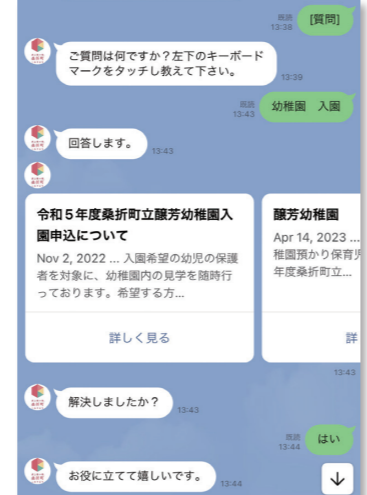 [質問]
既読
13:38
ご質問は何ですか？左下のキーボード
マークをタッチし教えて下さい。
13:39
幼稚園　入園
既読
13:43
回答します。
13:43
令和５年度桑折町立醸芳幼稚園入
園申込について
Nov 2, 2022 ... 入園希望の幼児の保護
者を対象に、幼稚園内の見学を随時行
っております。希望する方...
詳しく見る
醸芳幼稚園
Apr 14, 2023 ...
稚園預かり保育
年度桑折町立...
詳
13:43
解決しましたか？
13:43
はい
既読
13:44
お役に立てて嬉しいです。
13:44